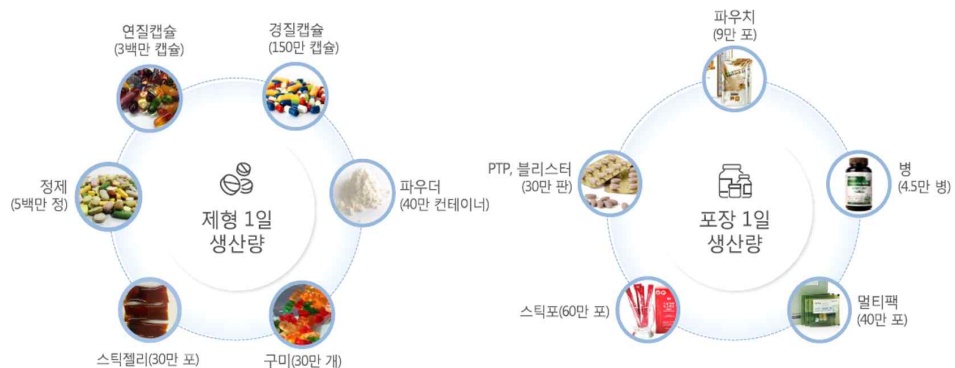 연질캡슐
(3백만 캡슐)
경질캡슐
(150만 캡슐)
정제
(5백만 정)
제형 1일
생산량
파우더
(40만 컨테이너)
스틱젤리(30만 포)
구미(30만 개)
파우치
(9만 포)
PTP, 블리스터
(30만 판)
포장 1일
생산량
병
(4.5만 병)
스틱포(60만 포)
멀티팩
(40만 포)